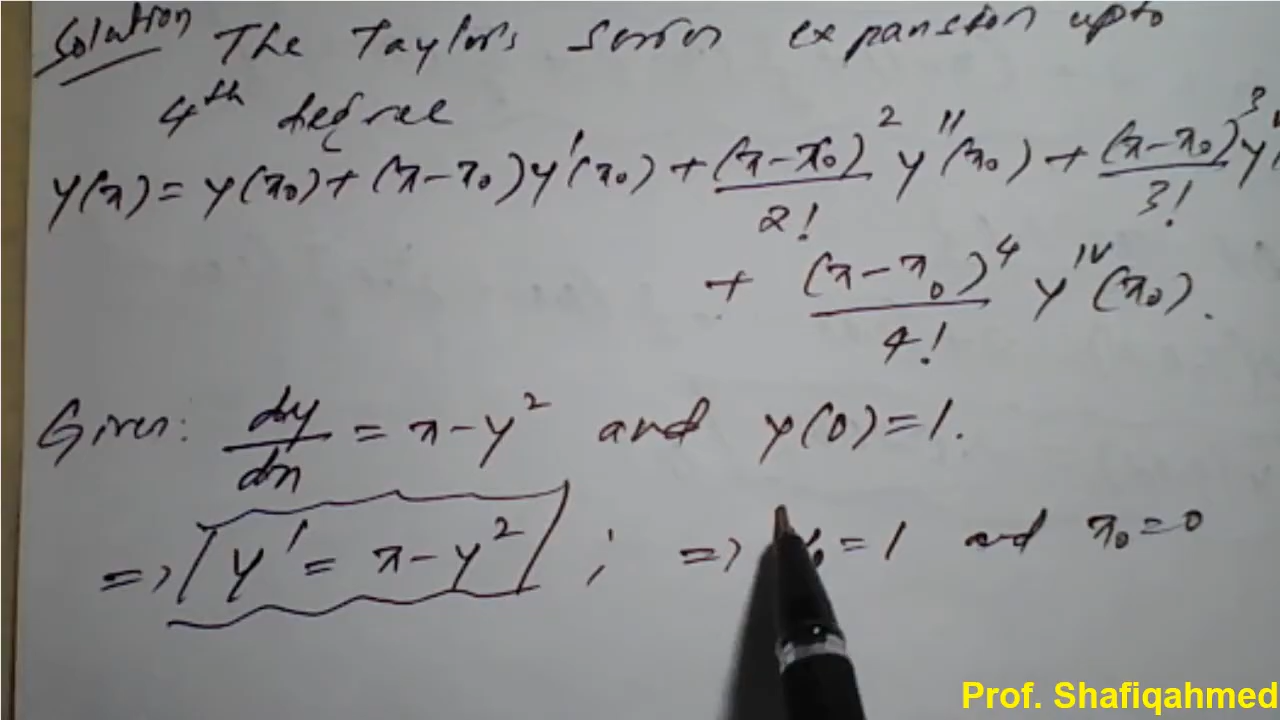 Solution The Taylor's Series expansion upto
4th degree
y(x) = y(x₀) + (x-x₀)y'(x₀) + (x-x₀)²/2! y''(x₀) + (x-x₀)³/3! y'
+ (x-x₀)⁴/4! y^IV(x₀).
Given: dy/dx = x-y² and y(0)=1.
=> y' = x-y² ; => = 1 and x₀=0
Prof. Shafiqahmed